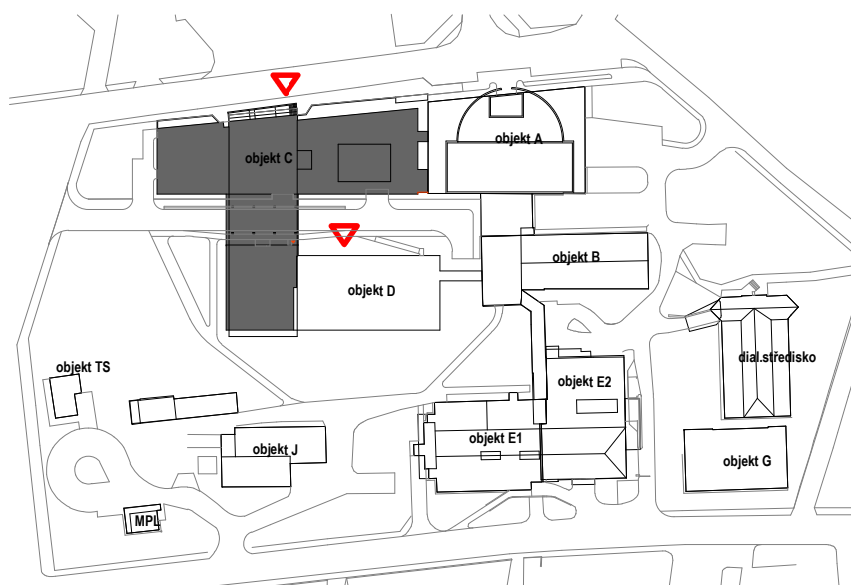 objekt A
objekt C
objekt B
objekt D
dial.středisko
objekt TS
objekt E2
objekt E1
objekt J
objekt G
MPL